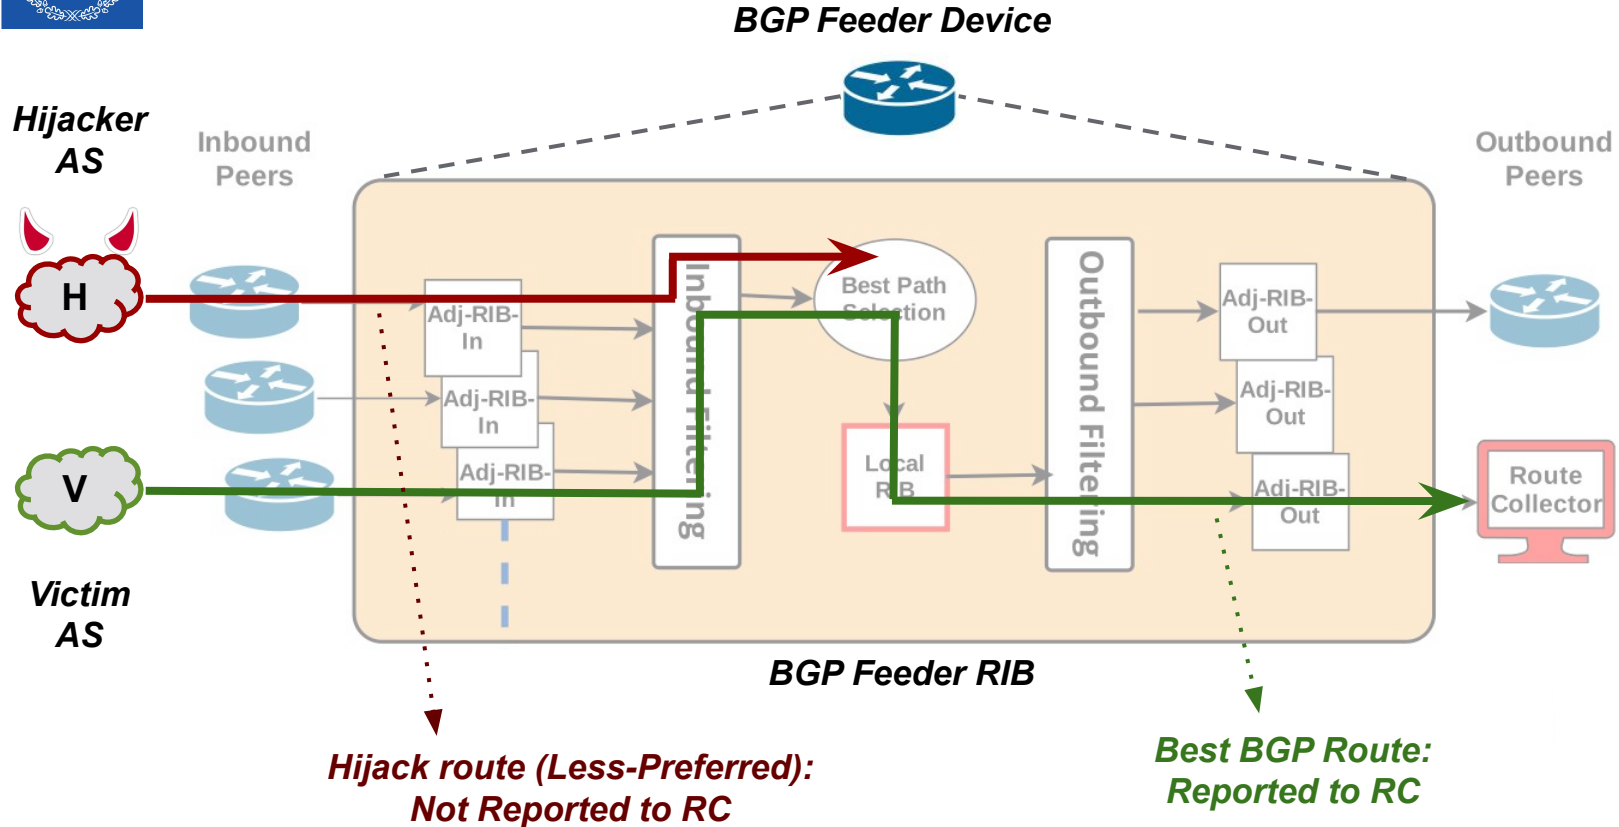 BGP Feeder Device
Hijacker
AS
Inbound
Peers
Outbound
Peers
H
Adj-RIB-
In
Adj-RIB-
In
Adj-RIB-
In
Inbound Filtering
Best Path
Selection
Local
RIB
Outbound Filtering
Adj-RIB-
Out
Adj-RIB-
Out
Adj-RIB-
Out
Route
Collector
V
Victim
AS
BGP Feeder RIB
Hijack route (Less-Preferred):
Not Reported to RC
Best BGP Route:
Reported to RC